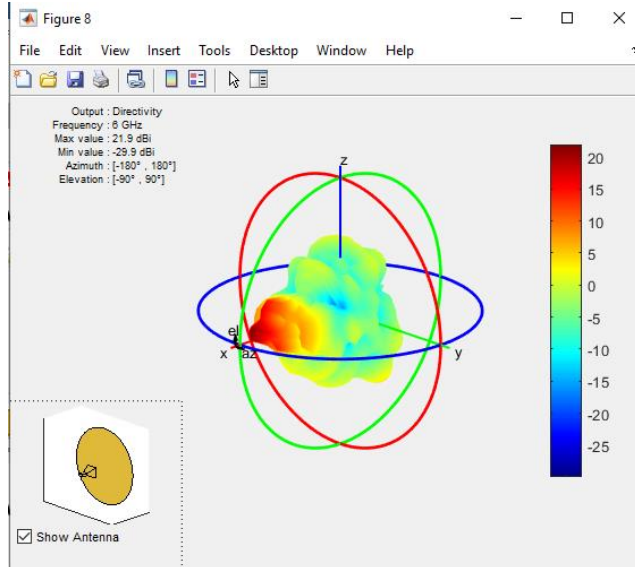 Figure 8
File Edit View Insert Tools Desktop Window Help
Output : Directivity
Frequency : 6 GHz
Max value : 21.9 dBi
Min value : -29.9 dBi
Azimuth : [-180° , 180°]
Elevation : [-90° , 90°]
z
el
x az
y
20
15
10
5
0
-5
-10
-15
-20
-25
Show Antenna